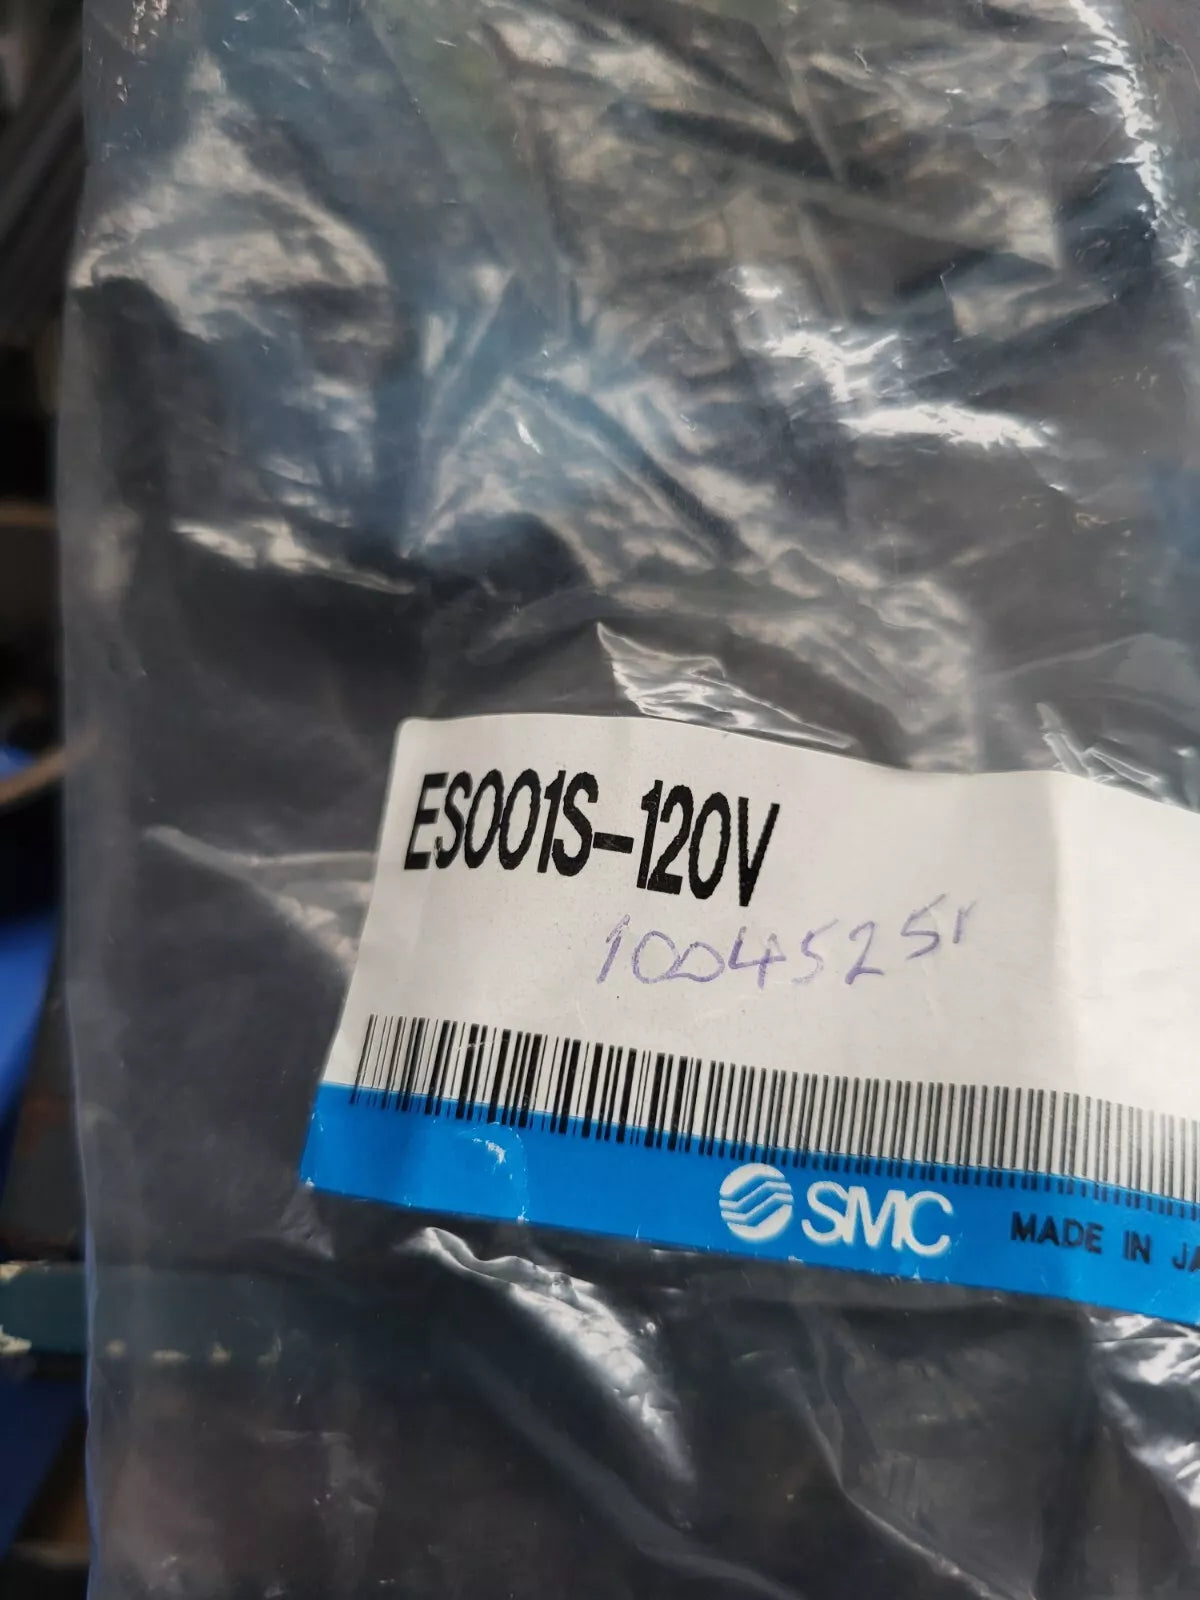 ES001S-120V
10045251
SMC MADE IN JA